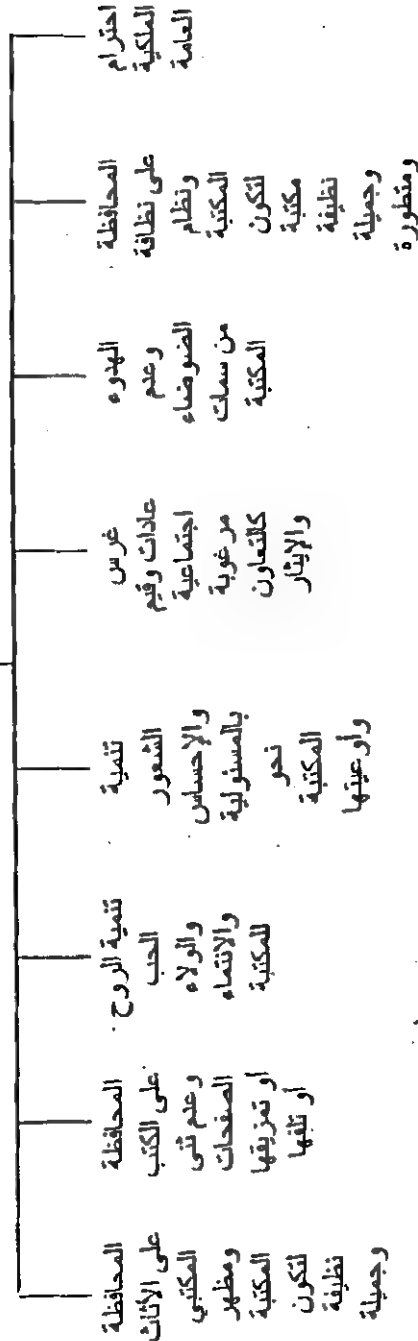 احترام
الملكية
العامة
المحافظة
على نظافة
ونظام
المكتبة
لتكون
مكتبة
نظيفة
وجميلة
ومتطورة
الهدوء
وعدم
الضوضاء
من سمات
المكتبة
غرس
عادات وقيم
اجتماعية
مرغوبة
كالتعاون
والإيثار
تنمية
الشعور
والإحساس
بالمسئولية
نحو
المكتبة
وأوعيتها
تنمية الروح
الحب
والولاء
والانتماء
للمكتبة
المحافظة
على الكتب
وعدم ثنى
الصفحات
أو تمزيقها
أو تلفها
المحافظة
على الأثاث
المكتبي
ومظهر
المكتبة
لتكون
نظيفة
وجميلة